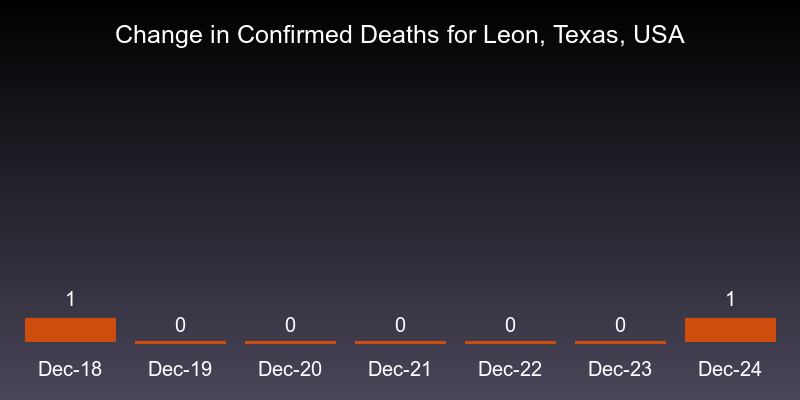 Change in Confirmed Deaths for Leon, Texas, USA
1 0 0 0 0 0 1
Dec-18 Dec-19 Dec-20 Dec-21 Dec-22 Dec-23 Dec-24